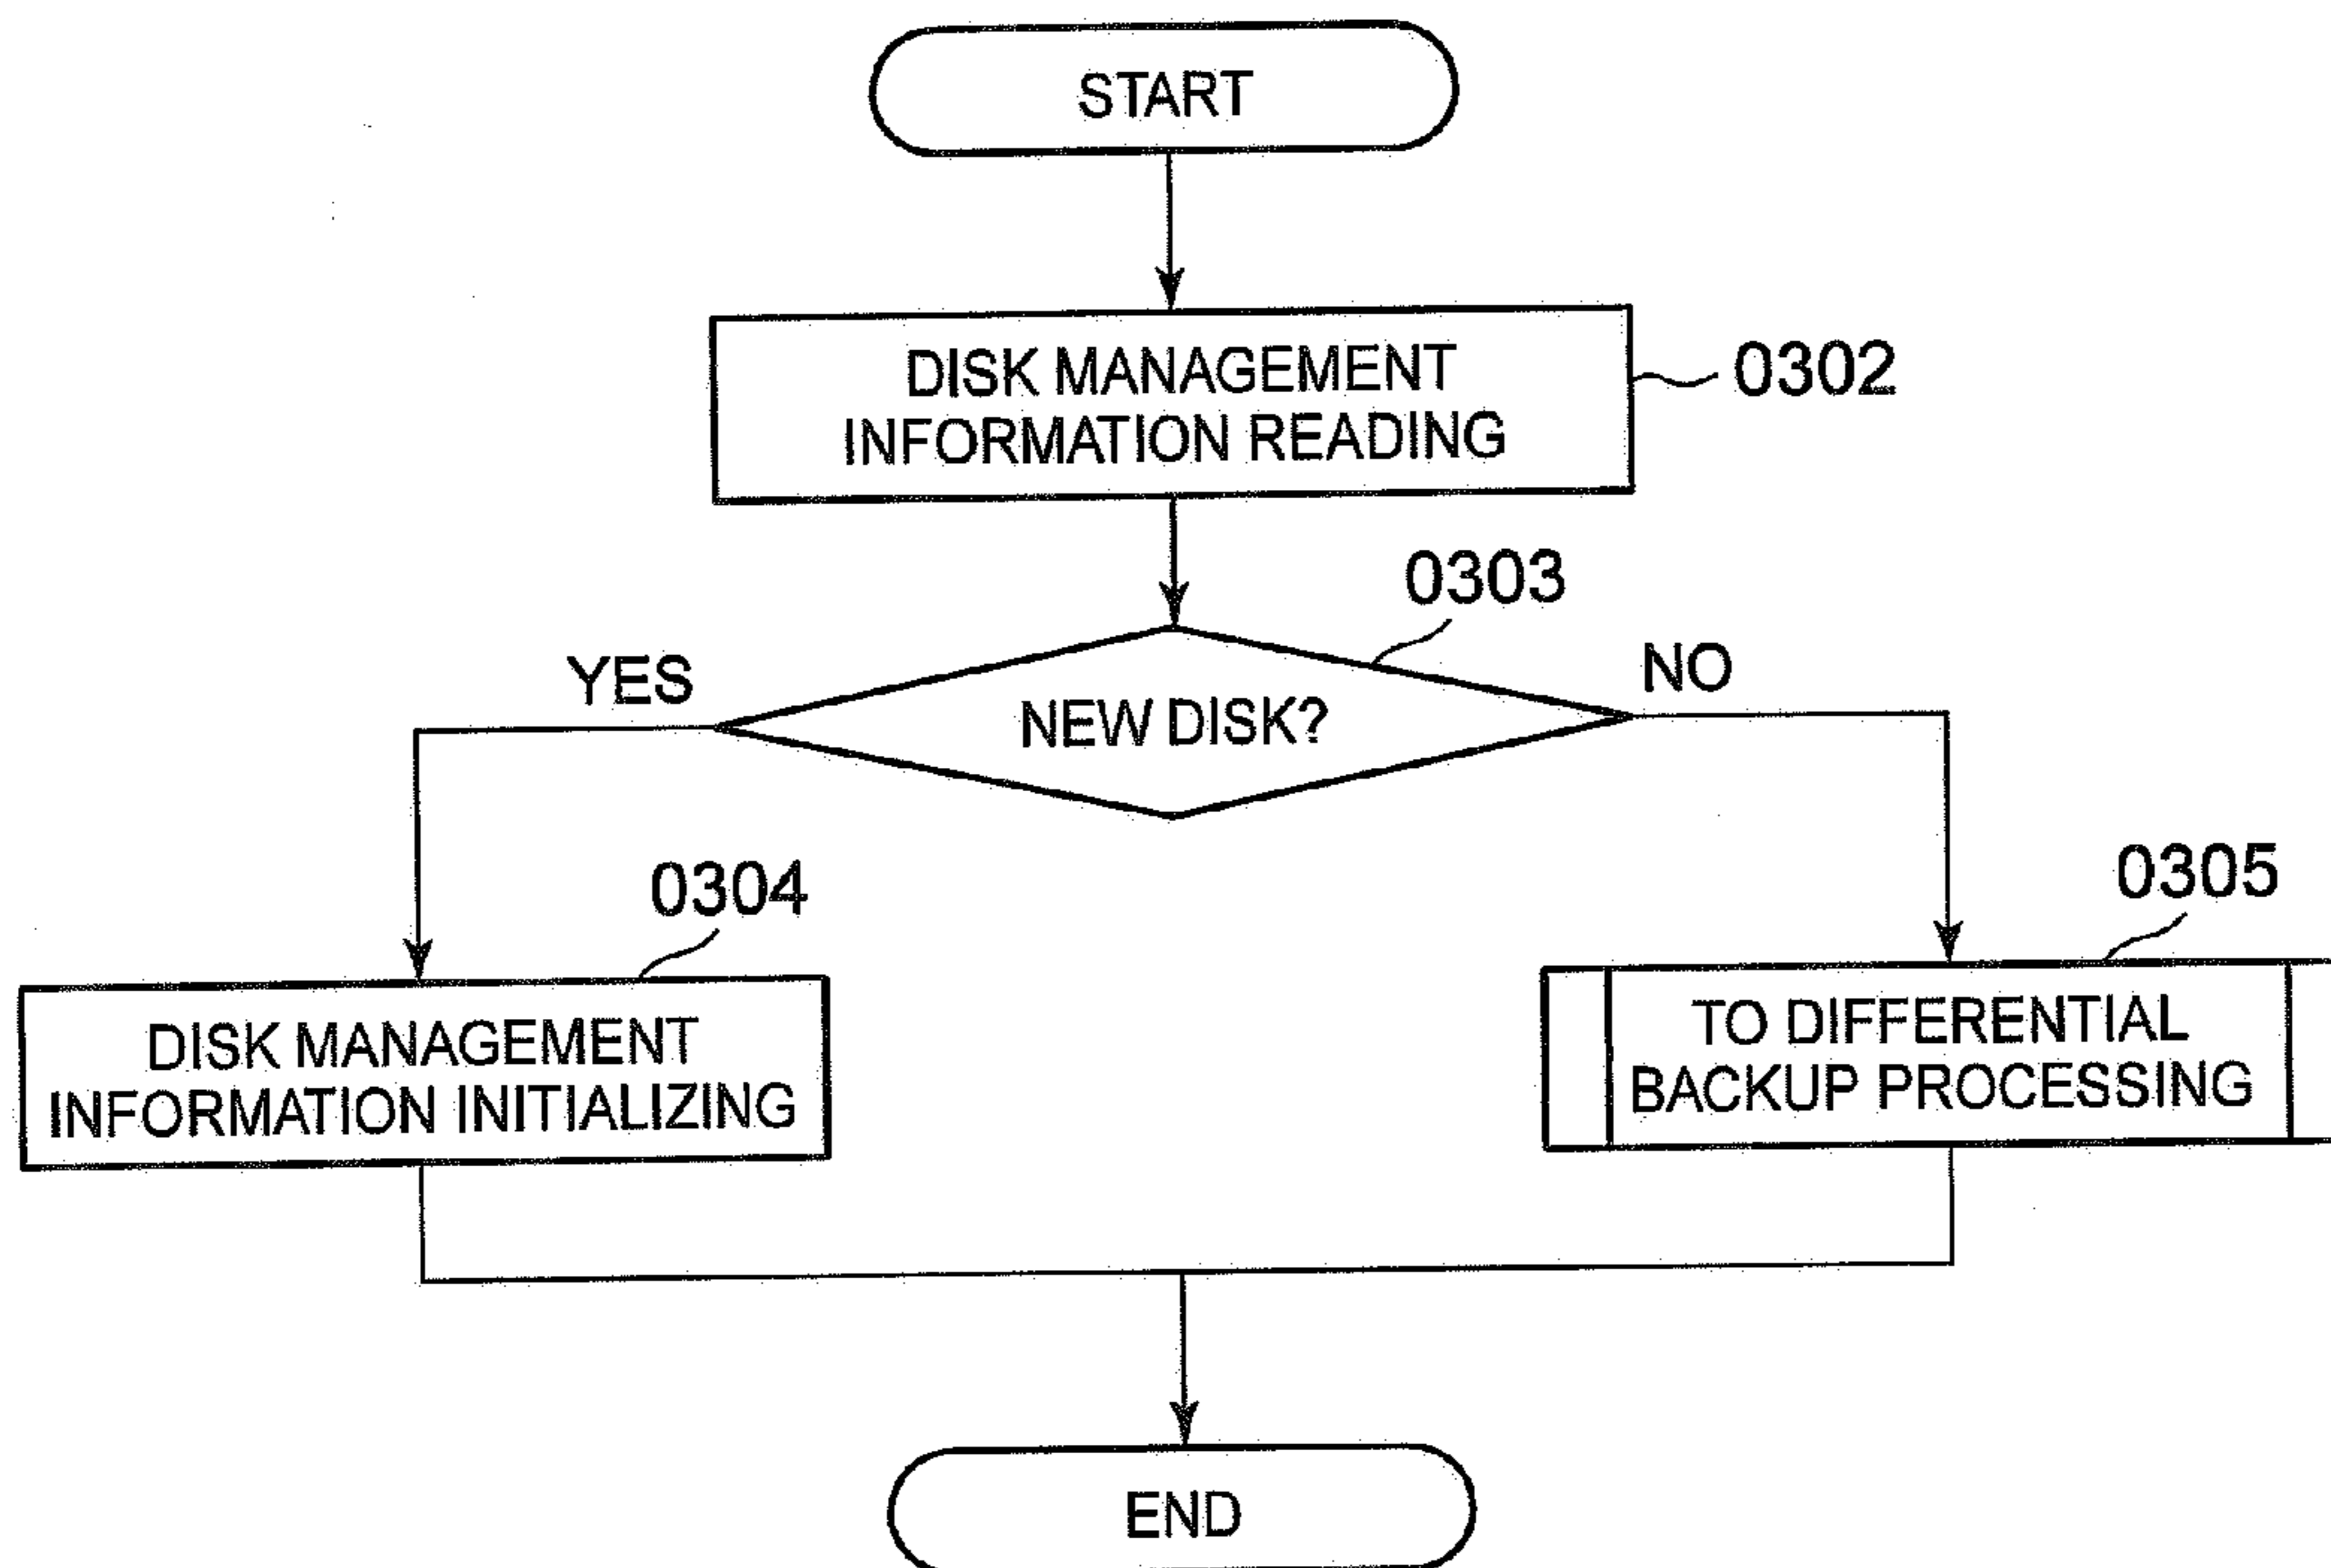 START
DISK MANAGEMENT
INFORMATION READING
0302
0303
YES
NO
NEW DISK?
0304
0305
DISK MANAGEMENT
INFORMATION INITIALIZING
TO DIFFERENTIAL
BACKUP PROCESSING
END